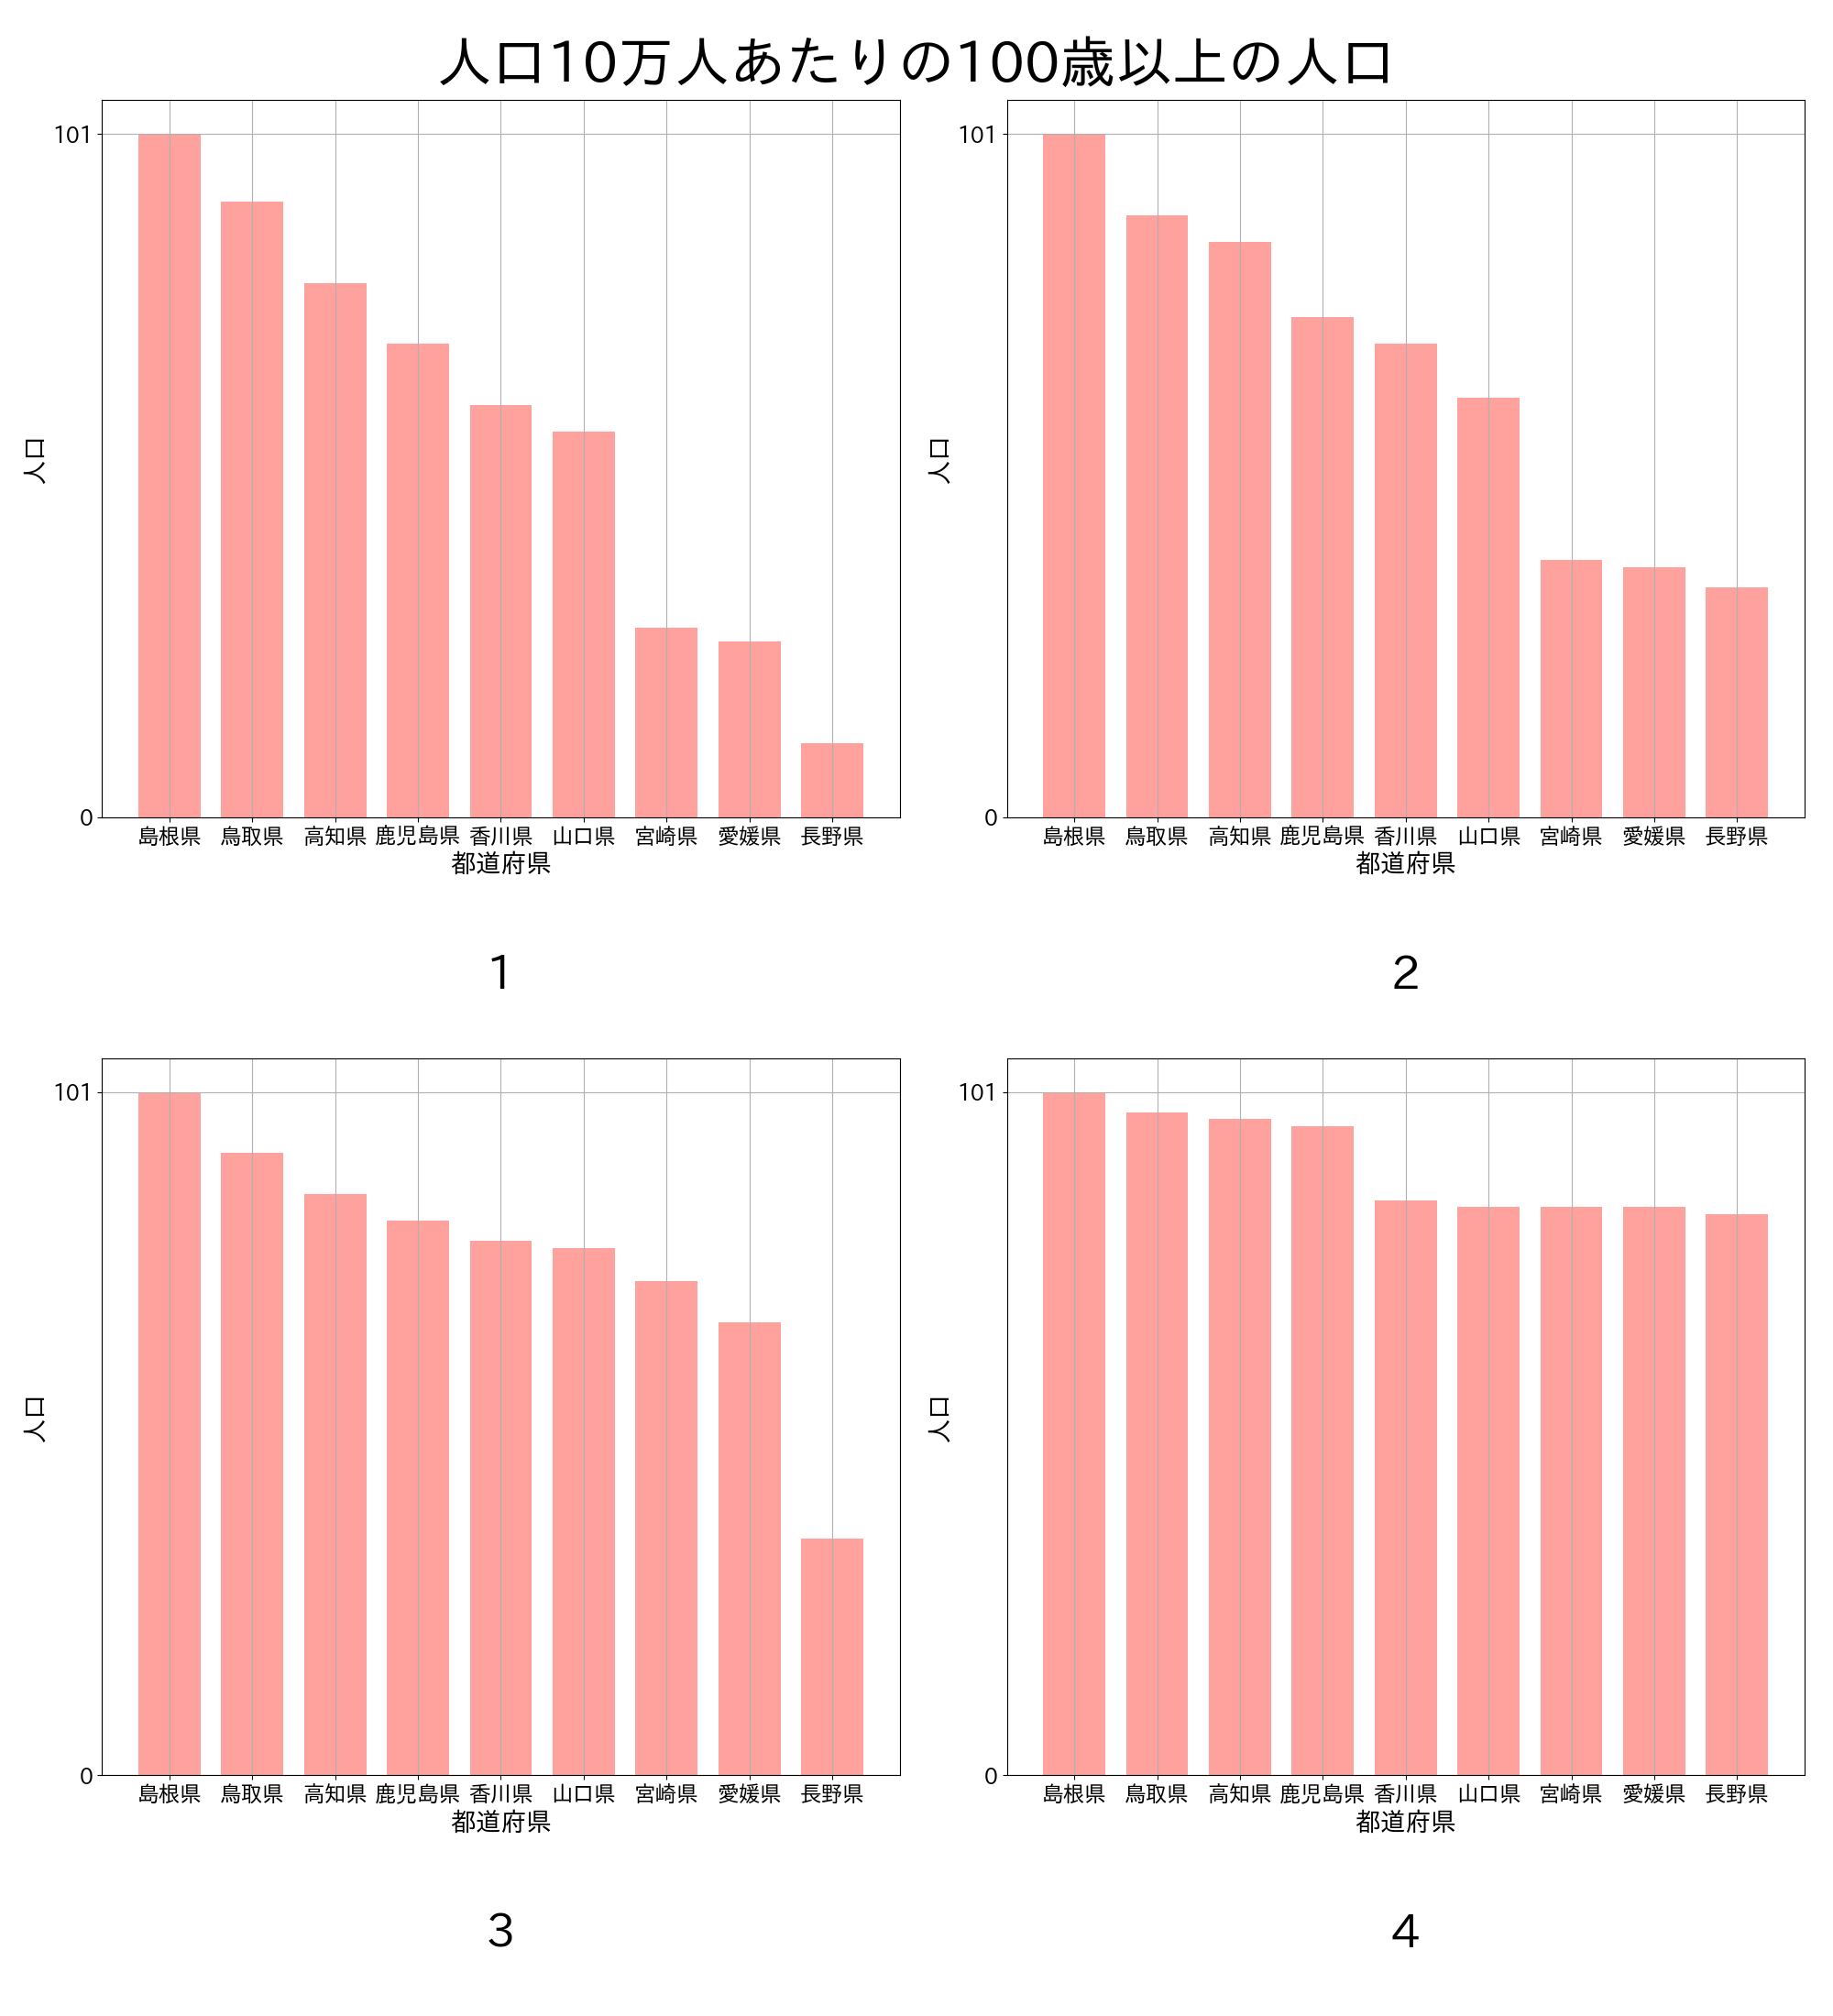 人口10万人あたりの100歳以上の人口
101
0
人口
島根県 鳥取県 高知県 鹿児島県 香川県 山口県 宮崎県 愛媛県 長野県
都道府県
1
101
0
人口
島根県 鳥取県 高知県 鹿児島県 香川県 山口県 宮崎県 愛媛県 長野県
都道府県
2
101
0
人口
島根県 鳥取県 高知県 鹿児島県 香川県 山口県 宮崎県 愛媛県 長野県
都道府県
3
101
0
人口
島根県 鳥取県 高知県 鹿児島県 香川県 山口県 宮崎県 愛媛県 長野県
都道府県
4